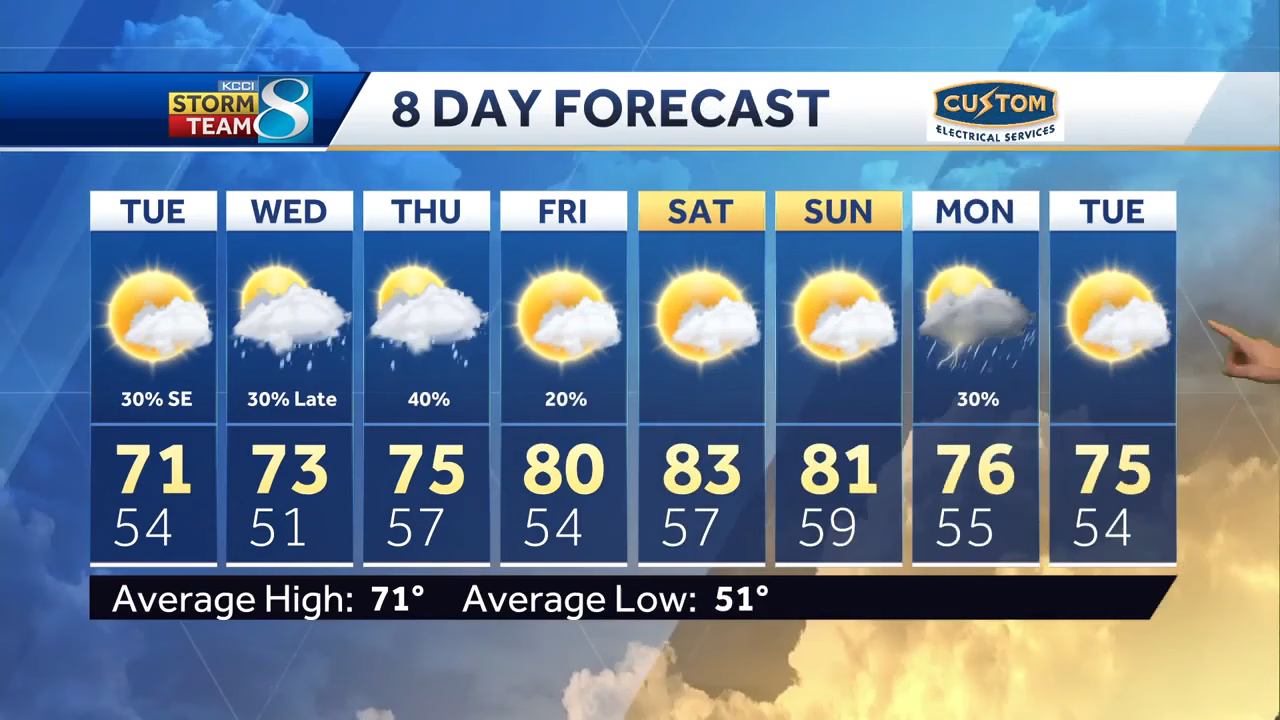 KCCI
STORM
TEAM 8
8 DAY FORECAST
CUSTOM
ELECTRICAL SERVICES
TUE WED THU FRI SAT SUN MON TUE
30% SE 30% Late 40% 20% 30%
71 73 75 80 83 81 76 75
54 51 57 54 57 59 55 54
Average High: 71° Average Low: 51°